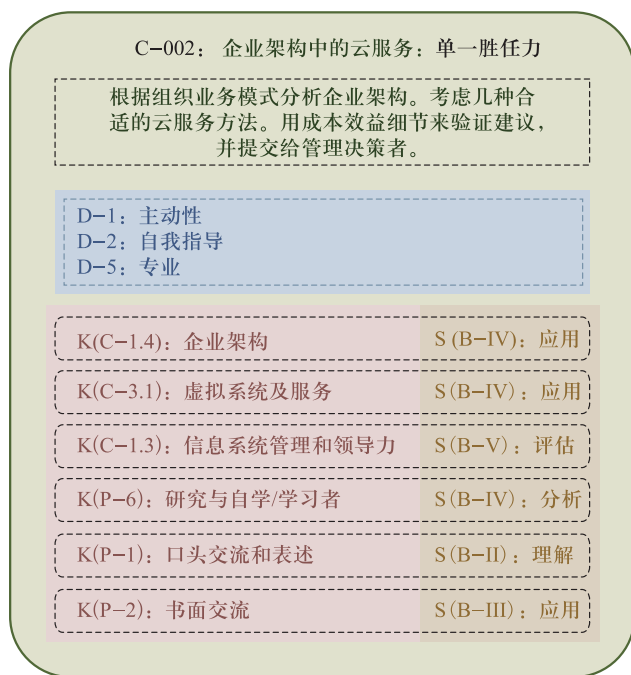 C-002：企业架构中的云服务：单一胜任力
根据组织业务模式分析企业架构。考虑几种合
适的云服务方法。用成本效益细节来验证建议，
并提交给管理决策者。
D-1：主动性
D-2：自我指导
D-5：专业
K(C-1.4)：企业架构 S(B-IV)：应用
K(C-3.1)：虚拟系统及服务 S(B-IV)：应用
K(C-1.3)：信息系统管理和领导力 S(B-V)：评估
K(P-6)：研究与自学/学习者 S(B-IV)：分析
K(P-1)：口头交流和表述 S(B-II)：理解
K(P-2)：书面交流 S(B-III)：应用